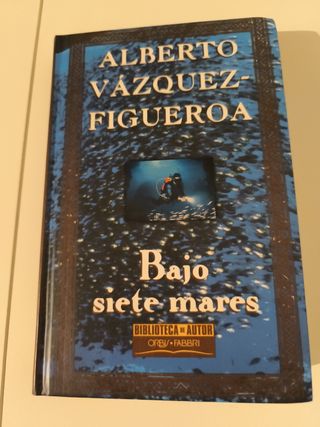 ALBERTO
VÁZQUEZ-
FIGUEROA
Bajo
siete mares
BIBLIOTECA DE AUTOR
ORBIS•FABBRI